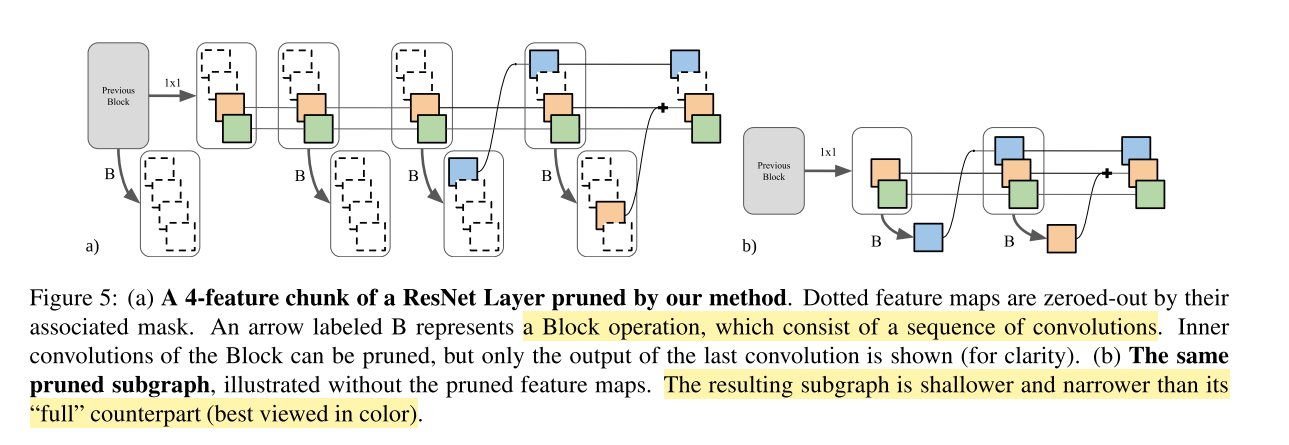 Previous
Block
1x1
B
B
B
B
a)
Previous
Block
1x1
B
B
b)
Figure 5: (a) A 4-feature chunk of a ResNet Layer pruned by our method. Dotted feature maps are zeroed-out by their
associated mask. An arrow labeled B represents a Block operation, which consist of a sequence of convolutions. Inner
convolutions of the Block can be pruned, but only the output of the last convolution is shown (for clarity). (b) The same
pruned subgraph, illustrated without the pruned feature maps. The resulting subgraph is shallower and narrower than its
“full” counterpart (best viewed in color).